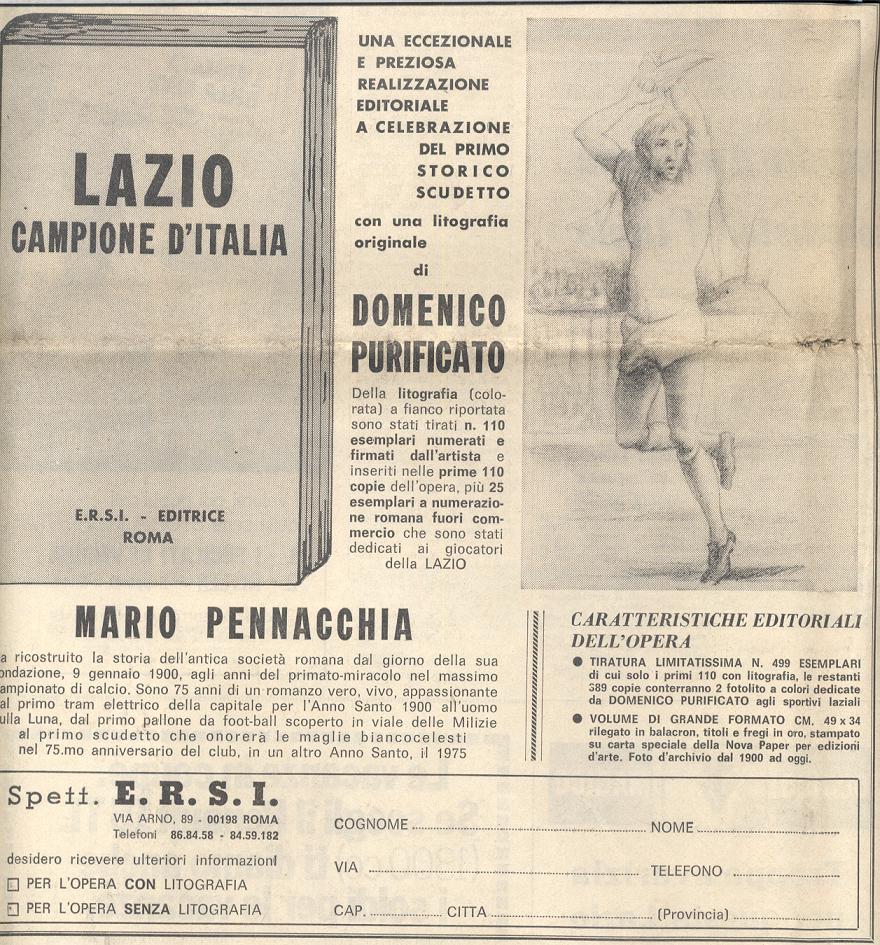 LAZIO
CAMPIONE D'ITALIA
E.R.S.I. - EDITRICE
ROMA
UNA ECCEZIONALE
E PREZIOSA
REALIZZAZIONE
EDITORIALE
A CELEBRAZIONE
DEL PRIMO
STORICO
SCUDETTO
con una litografia
originale
di
DOMENICO
PURIFICATO
Della litografia (colo-
rata) a fianco riportata
sono stati tirati n. 110
esemplari numerati e
firmati dall'artista e
inseriti nelle prime 110
copie dell'opera, più 25
esemplari a numerazio-
ne romana fuori com-
mercio che sono stati
dedicati ai giocatori
della LAZIO
MARIO PENNACCHIA
a ricostruito la storia dell'antica società romana dal giorno della sua
ondazione, 9 gennaio 1900, agli anni del primato-miracolo nel massimo
ampionato di calcio. Sono 75 anni di un romanzo vero, vivo, appassionante
al primo tram elettrico della capitale per l'Anno Santo 1900 all'uomo
ulla Luna, dal primo pallone da foot-ball scoperto in viale delle Milizie
al primo scudetto che onorerà le maglie biancocelesti
nel 75.mo anniversario del club, in un altro Anno Santo, il 1975
CARATTERISTICHE EDITORIALI
DELL'OPERA
● TIRATURA LIMITATISSIMA N. 499 ESEMPLARI
di cui solo i primi 110 con litografia, le restanti
389 copie conterranno 2 fotolito a colori dedicate
da DOMENICO PURIFICATO agli sportivi laziali
● VOLUME DI GRANDE FORMATO CM. 49 x 34
rilegato in balacron, titoli e fregi in oro, stampato
su carta speciale della Nova Paper per edizioni
d'arte. Foto d'archivio dal 1900 ad oggi.
Spett. E. R. S. I.
VIA ARNO, 89 - 00198 ROMA
Telefoni 86.84.58 - 84.59.182
desidero ricevere ulteriori informazioni
□ PER L'OPERA CON LITOGRAFIA
□ PER L'OPERA SENZA LITOGRAFIA
COGNOME ........ NOME ........
VIA ........ TELEFONO ........
CAP. ........ CITTA ........ (Provincia) ........